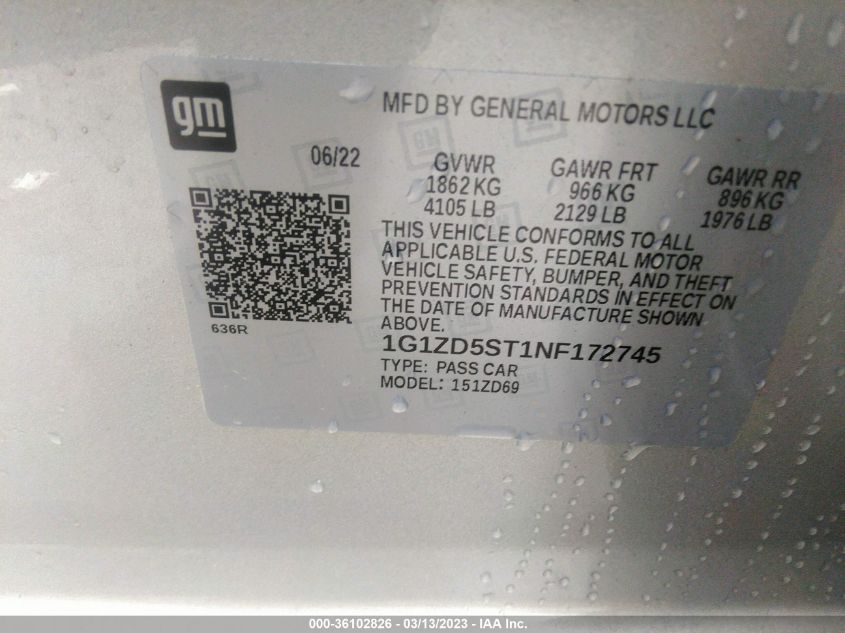 gm
MFD BY GENERAL MOTORS LLC
06/22
GVWR GAWR FRT GAWR RR
1862 KG 966 KG 896 KG
4105 LB 2129 LB 1976 LB
THIS VEHICLE CONFORMS TO ALL
APPLICABLE U.S. FEDERAL MOTOR
VEHICLE SAFETY, BUMPER, AND THEFT
PREVENTION STANDARDS IN EFFECT ON
THE DATE OF MANUFACTURE SHOWN
ABOVE.
636R
1G1ZD5ST1NF172745
TYPE: PASS CAR
MODEL: 151ZD69
000-36102826 - 03/13/2023 - IAA Inc.